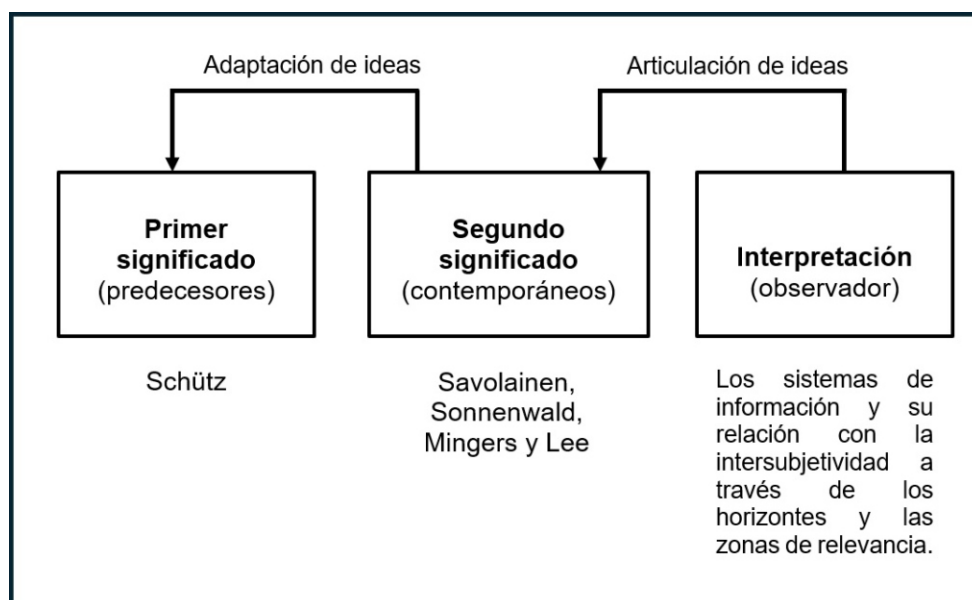 Adaptación de ideas
Articulación de ideas
Primer
significado
(predecesores)
Segundo
significado
(contemporáneos)
Interpretación
(observador)
Schütz
Savolainen,
Sonnenwald,
Mingers y Lee
Los sistemas de
información y su
relación con la
intersubjetividad a
través de los
horizontes y las
zonas de relevancia.